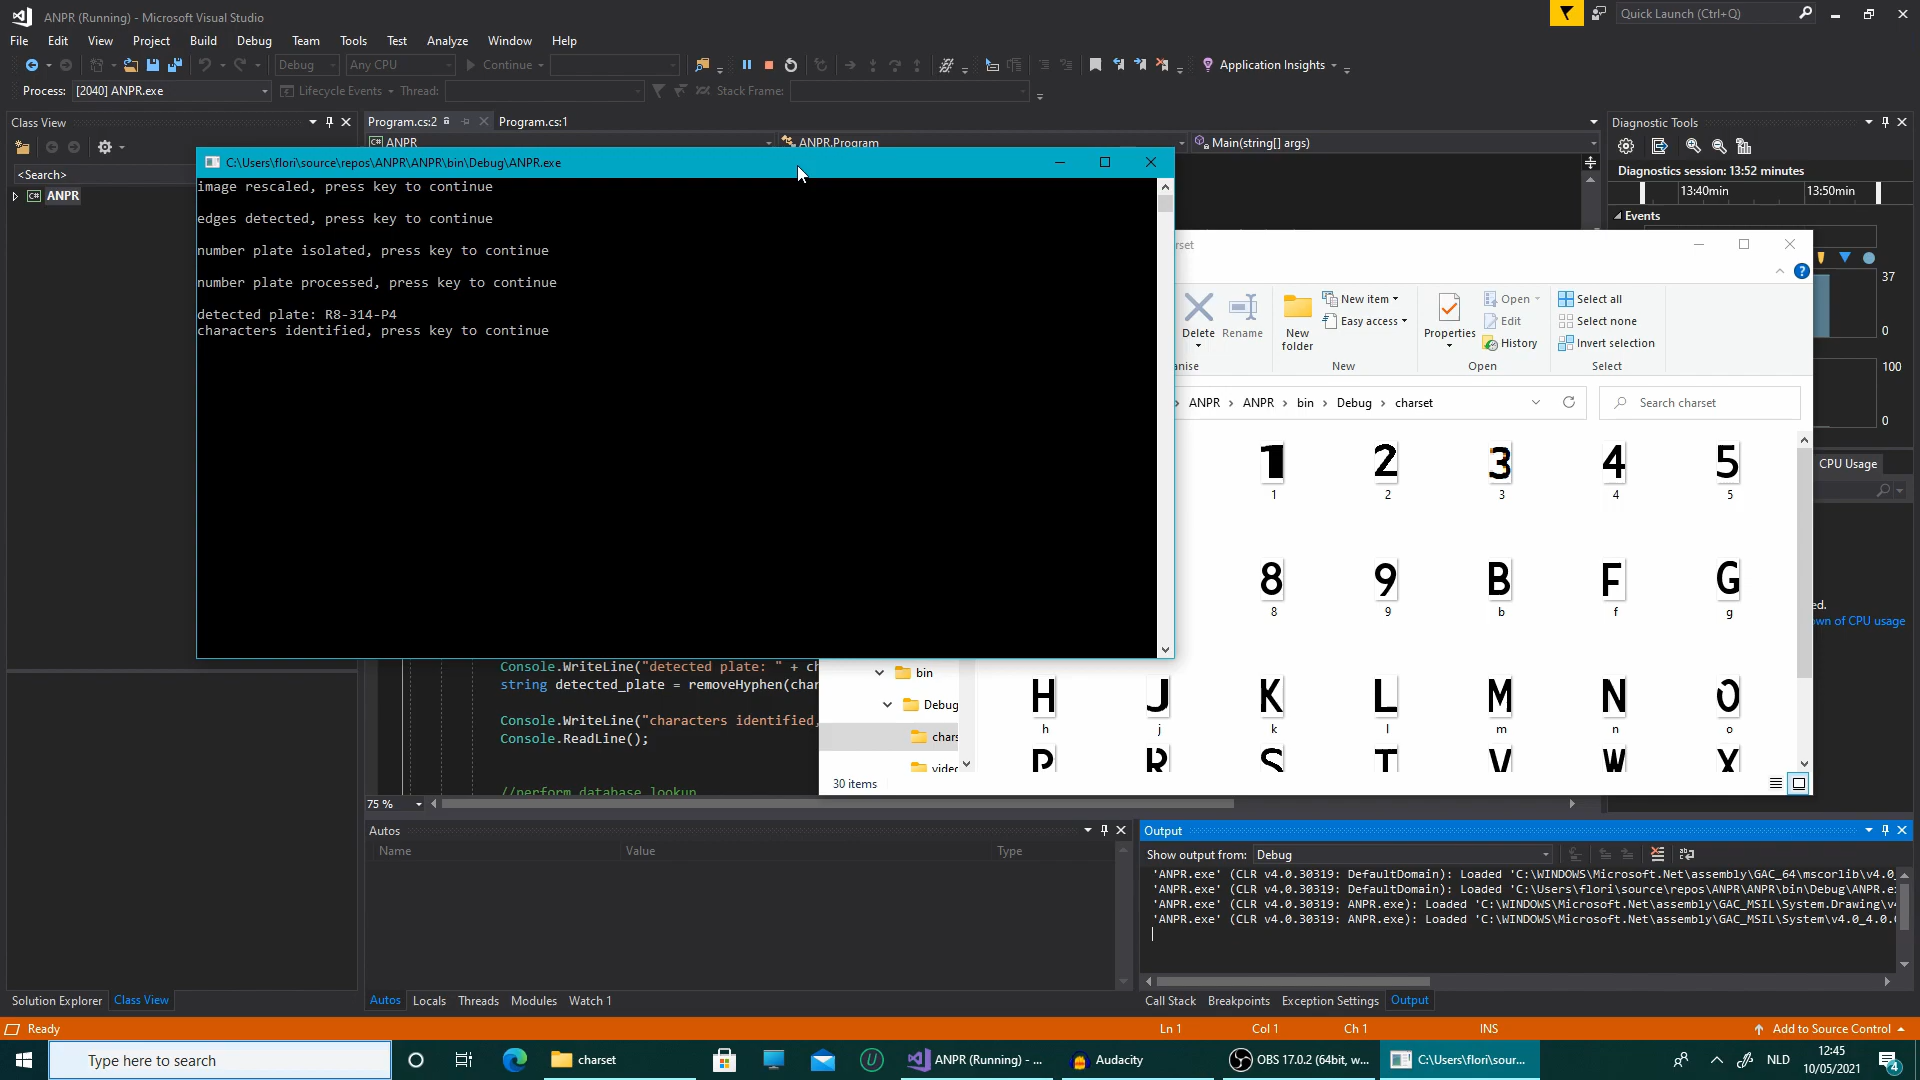 ANPR (Running) - Microsoft Visual Studio
Quick Launch (Ctrl+Q)
File Edit View Project Build Debug Team Tools Test Analyze Window Help
Debug Any CPU Continue Application Insights
Process: [2040] ANPR.exe Lifecycle Events Thread: Stack Frame:
Class View
Program.cs:2 Program.cs:1
Diagnostic Tools
ANPR ANPR.Program Main(string[] args)
<Search>
ANPR
C:\Users\flori\source\repos\ANPR\ANPR\bin\Debug\ANPR.exe
image rescaled, press key to continue
edges detected, press key to continue
number plate isolated, press key to continue
number plate processed, press key to continue
detected plate: R8-314-P4
characters identified, press key to continue
Diagnostics session: 13:52 minutes
13:40min 13:50min
Events
37
0
100
0
CPU Usage
own of CPU usage
Delete Rename New folder New item Easy access Properties Open Edit History Select all Select none Invert selection
New Open Select
ANPR ANPR bin Debug charset
Search charset
1 2 3 4 5
1 2 3 4 5
8 9 B F G
8 9 b f g
H J K L M N O
h j k l m n o
P R S T V W X
bin
Debug
30 items
Console.WriteLine("detected plate: " + ch
string detected_plate = removeHyphen(char
Console.WriteLine("characters identified,
Console.ReadLine();
//perform database lookup
75 %
Autos
Name Value Type
Output
Show output from: Debug
'ANPR.exe' (CLR v4.0.30319: DefaultDomain): Loaded 'C:\WINDOWS\Microsoft.Net\assembly\GAC_64\mscorlib\v4.0_
'ANPR.exe' (CLR v4.0.30319: DefaultDomain): Loaded 'C:\Users\flori\source\repos\ANPR\ANPR\bin\Debug\ANPR.ex
'ANPR.exe' (CLR v4.0.30319: ANPR.exe): Loaded 'C:\WINDOWS\Microsoft.Net\assembly\GAC_MSIL\System.Drawing\v4
'ANPR.exe' (CLR v4.0.30319: ANPR.exe): Loaded 'C:\WINDOWS\Microsoft.Net\assembly\GAC_MSIL\System\v4.0_4.0.0
Solution Explorer Class View
Autos Locals Threads Modules Watch 1
Call Stack Breakpoints Exception Settings Output
Ready
Ln 1 Col 1 Ch 1 INS
Add to Source Control
Type here to search
charset
ANPR (Running) - ...
Audacity
OBS 17.0.2 (64bit, w...
C:\Users\flori\sour...
NLD
12:45
10/05/2021
4